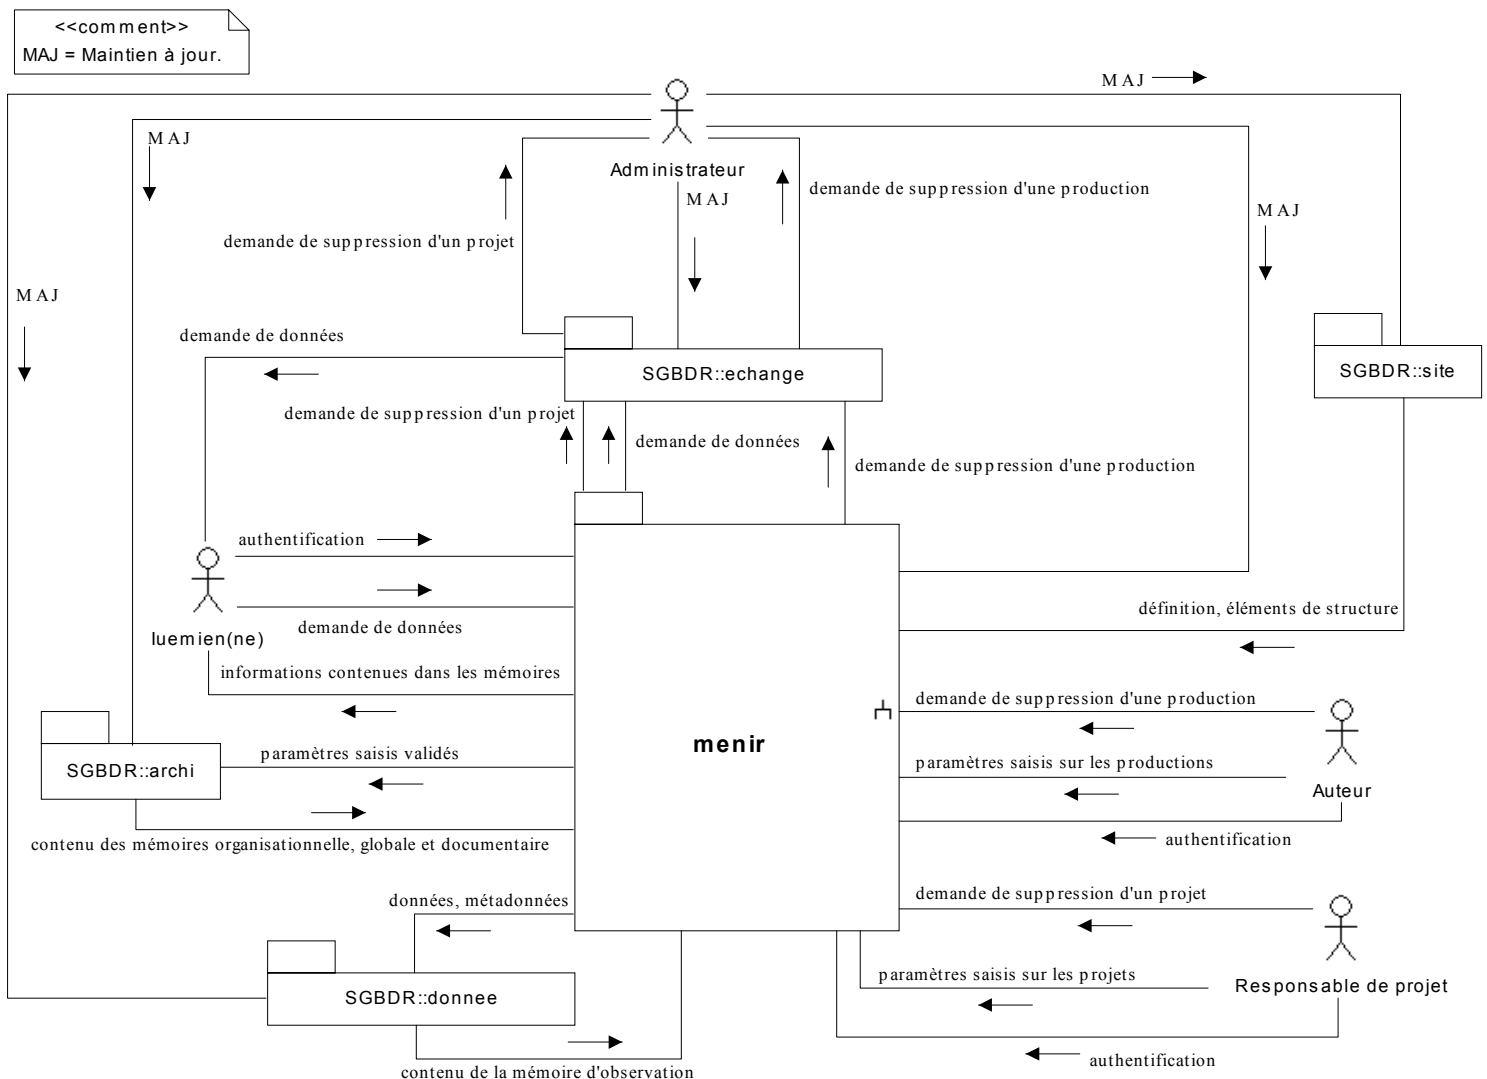 <<comment>>
MAJ = Maintien à jour.
MAJ
MAJ
Administrateur
demande de suppression d'une production
MAJ
MAJ
demande de suppression d'un projet
MAJ
demande de données
SGBDR::echange
SGBDR::site
demande de suppression d'un projet
demande de données
demande de suppression d'une production
authentification
définition, éléments de structure
demande de données
luemien(ne)
informations contenues dans les mémoires
demande de suppression d'une production
menir
paramètres saisis validés
SGBDR::archi
paramètres saisis sur les productions
Auteur
authentification
contenu des mémoires organisationnelle, globale et documentaire
demande de suppression d'un projet
données, métadonnées
paramètres saisis sur les projets
Responsable de projet
SGBDR::donnee
authentification
contenu de la mémoire d'observation